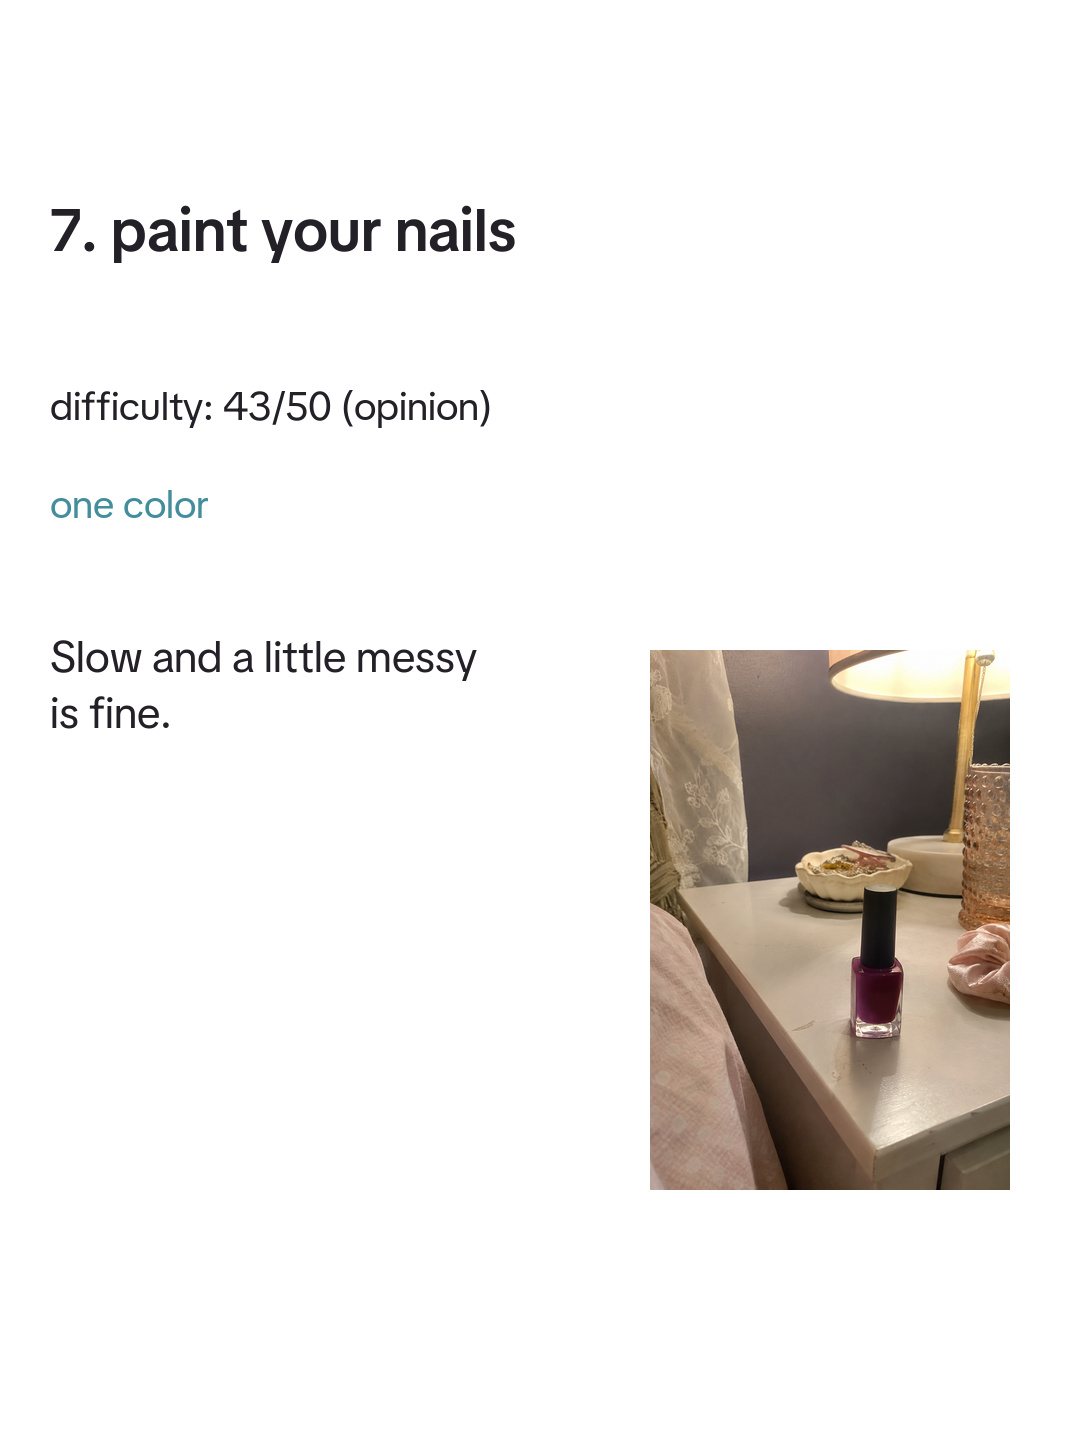 7. paint your nails
difficulty: 43/50 (opinion)
one color
Slow and a little messy
is fine.